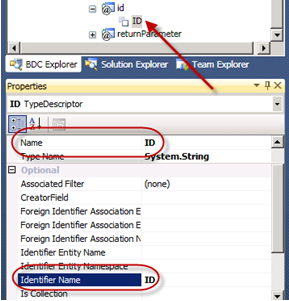 id
ID
returnParameter
BDC Explorer Solution Explorer Team Explorer
Properties
ID TypeDescriptor
Name ID
Type Name System.String
Optional
Associated Filter (none)
CreatorField
Foreign Identifier Association E
Foreign Identifier Association E
Foreign Identifier Association N
Identifier Entity Name
Identifier Entity Namespace
Identifier Name ID
Is Collection